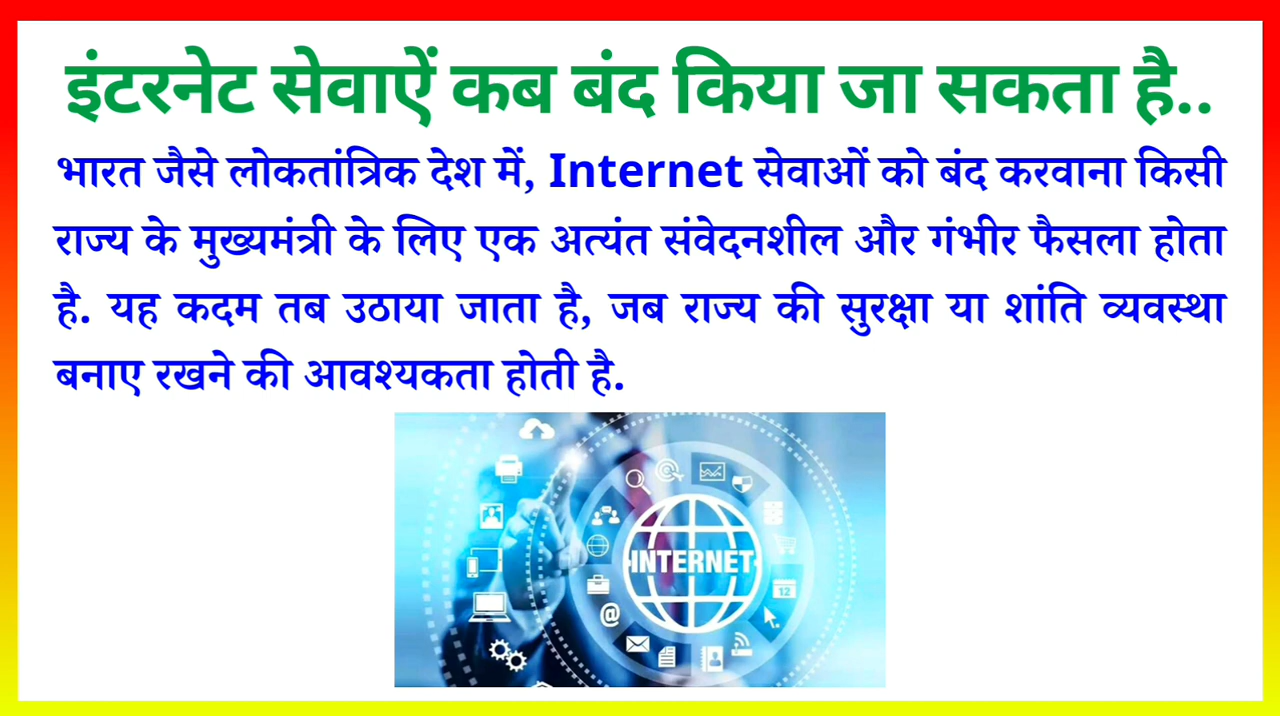 इंटरनेट सेवाऐं कब बंद किया जा सकता है..
भारत जैसे लोकतांत्रिक देश में, Internet सेवाओं को बंद करवाना किसी
राज्य के मुख्यमंत्री के लिए एक अत्यंत संवेदनशील और गंभीर फैसला होता
है. यह कदम तब उठाया जाता है, जब राज्य की सुरक्षा या शांति व्यवस्था
बनाए रखने की आवश्यकता होती है.
INTERNET
12
@